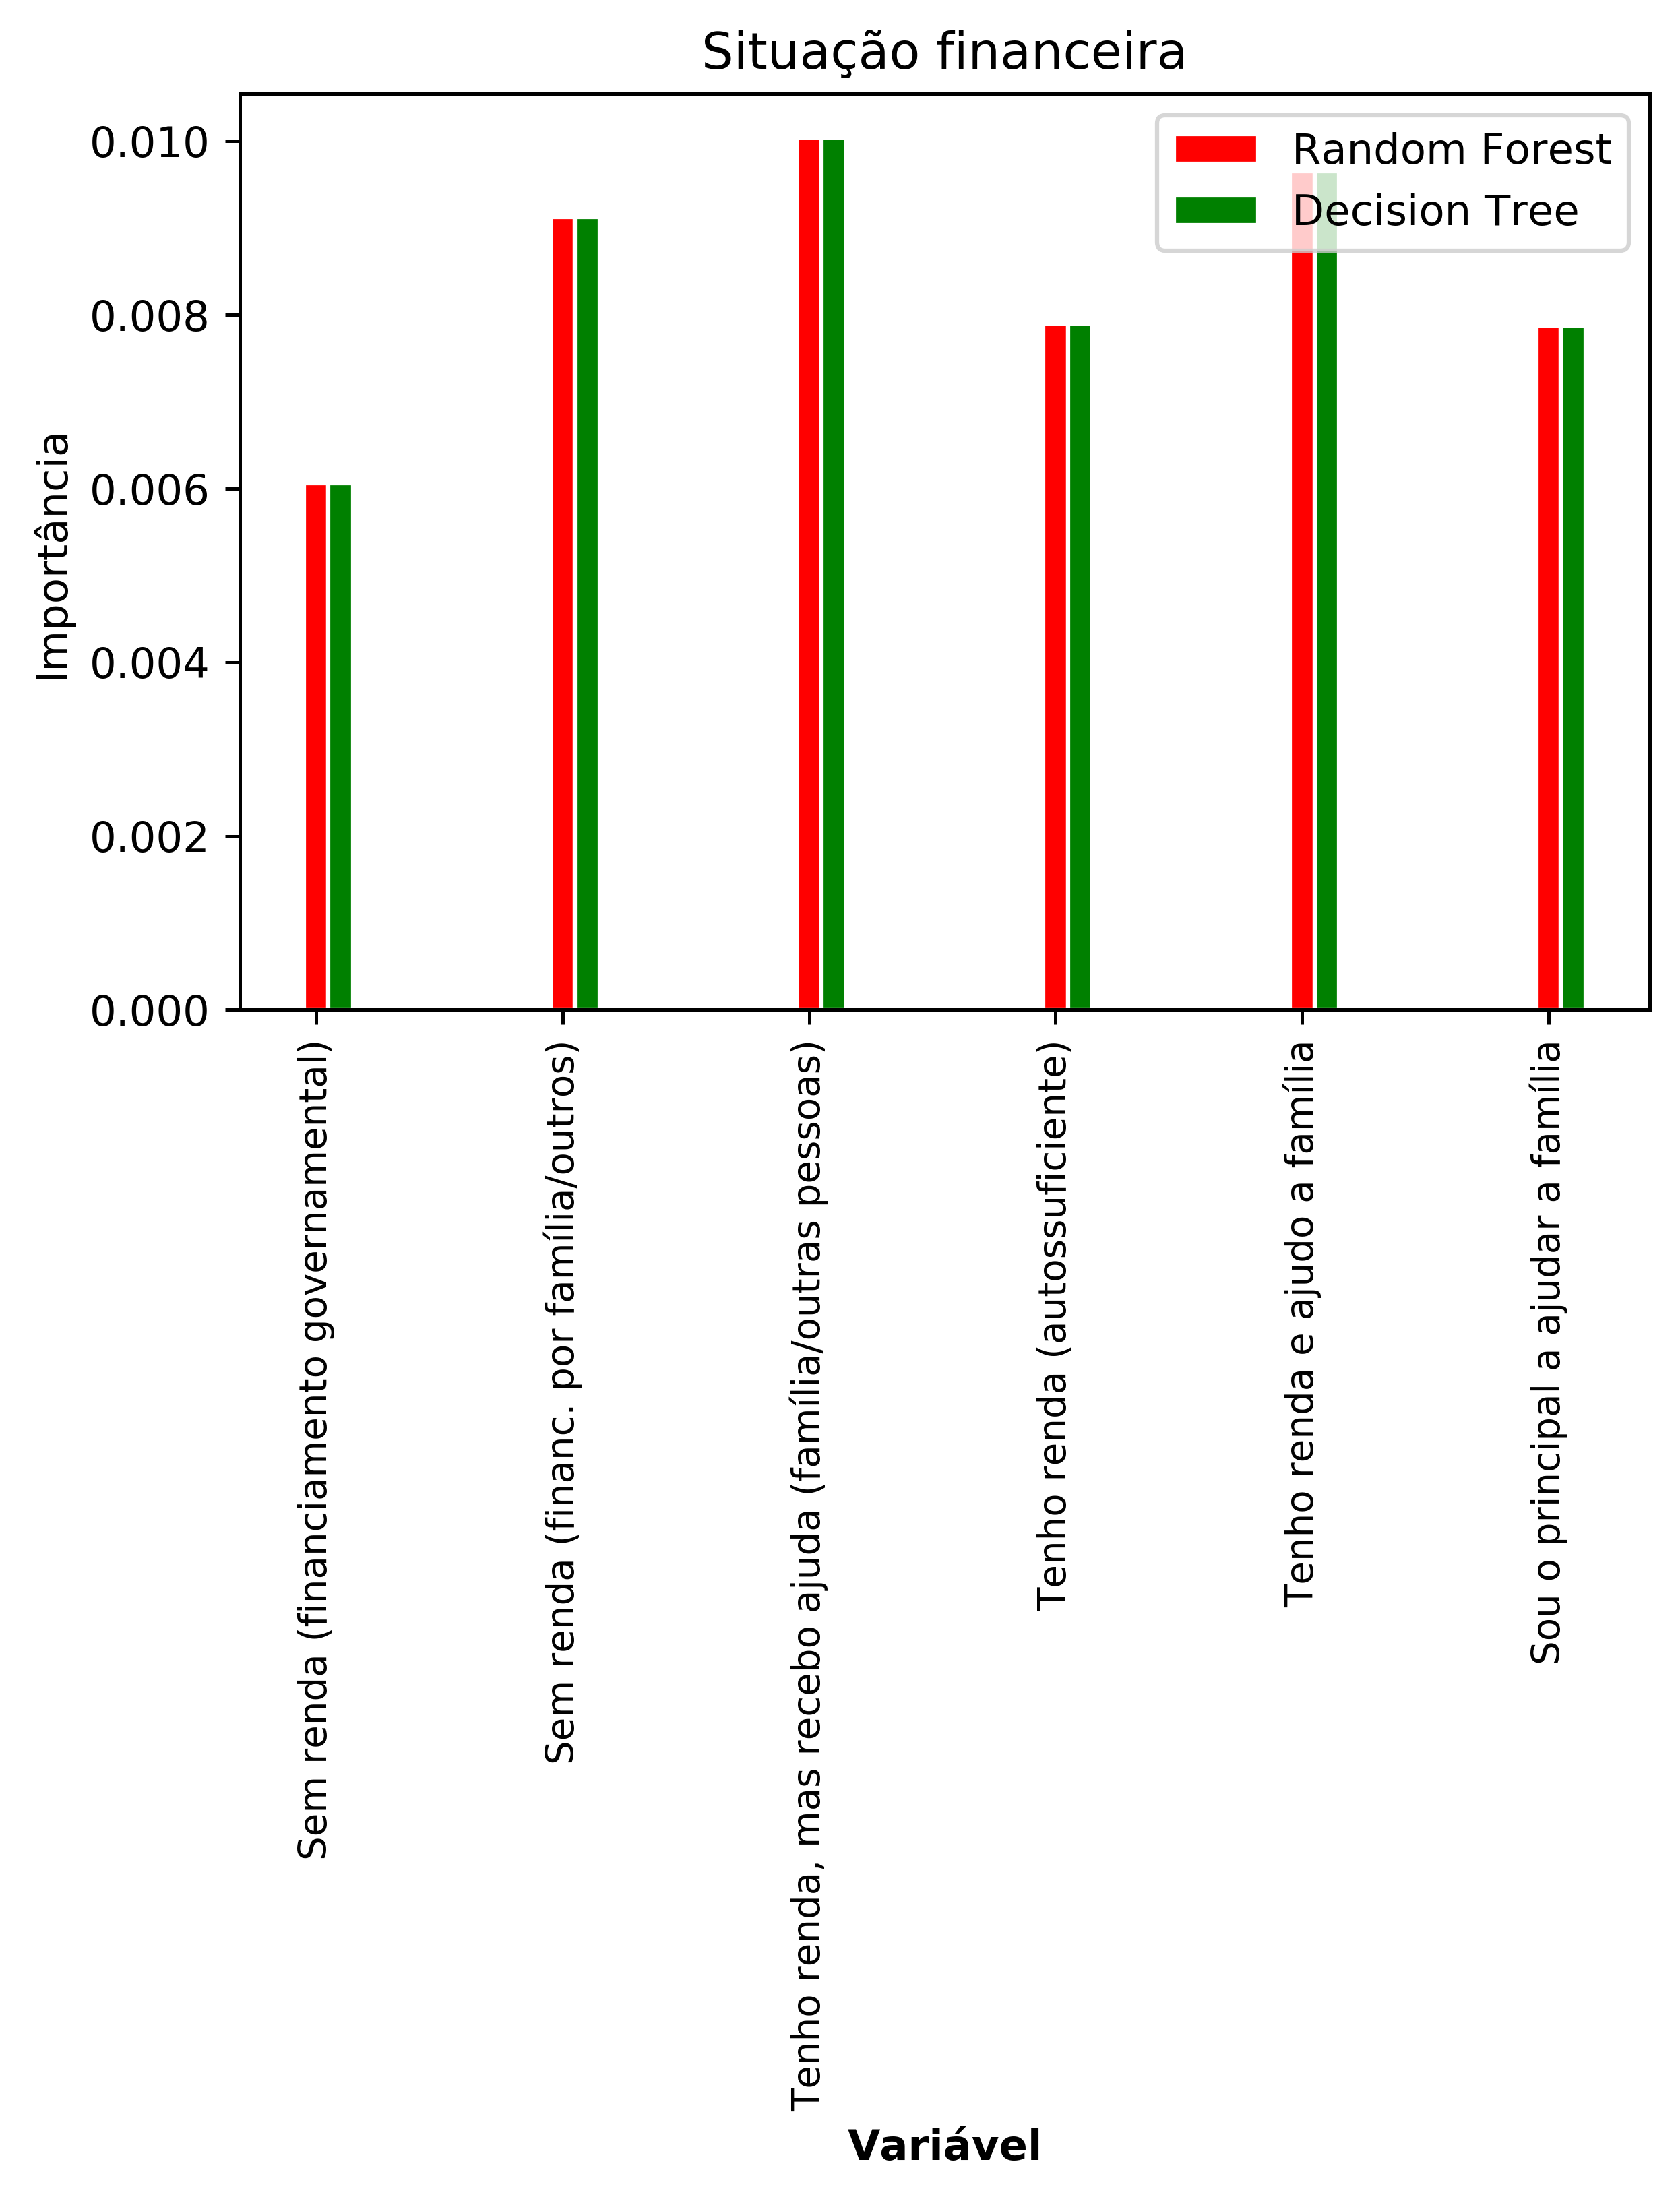 Situação financeira
Random Forest
Decision Tree
Importância
0.010
0.008
0.006
0.004
0.002
0.000
Sem renda (financiamento governamental)
Sem renda (financ. por família/outros)
Tenho renda, mas recebo ajuda (família/outras pessoas)
Tenho renda (autossuficiente)
Tenho renda e ajudo a família
Sou o principal a ajudar a família
Variável